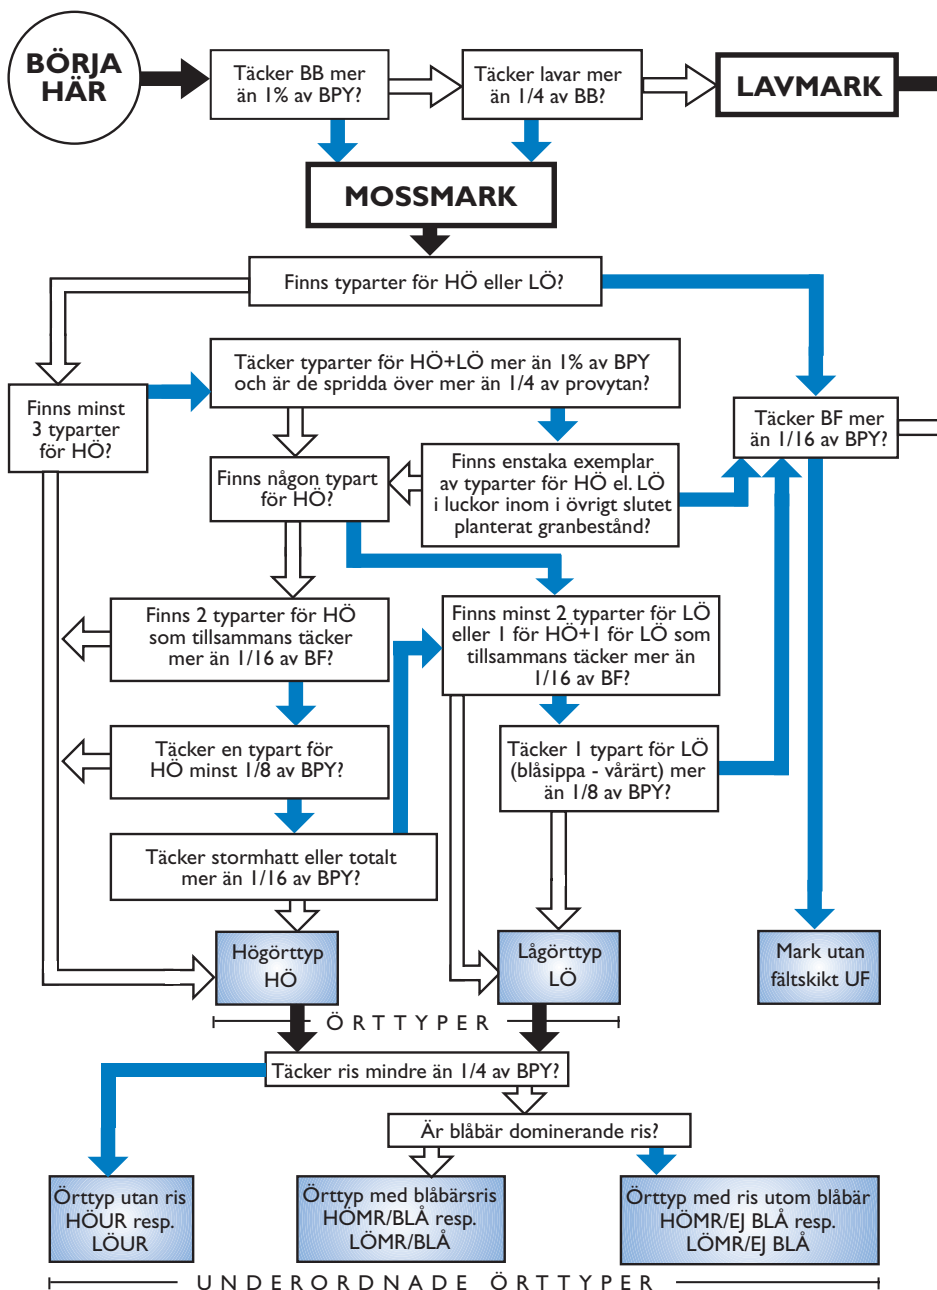 BÖRJA
HÄR
Täcker BB mer
än 1% av BPY?
Täcker lavar mer
än 1/4 av BB?
LAVMARK
MOSSMARK
Finns typarter för HÖ eller LÖ?
Täcker typarter för HÖ+LÖ mer än 1% av BPY
och är de spridda över mer än 1/4 av provytan?
Finns minst
3 typarter
för HÖ?
Täcker BF mer
än 1/16 av BPY?
Finns någon typart
för HÖ?
Finns enstaka exemplar
av typarter för HÖ el. LÖ
i luckor inom i övrigt slutet
planterat granbestånd?
Finns 2 typarter för HÖ
som tillsammans täcker
mer än 1/16 av BF?
Finns minst 2 typarter för LÖ
eller 1 för HÖ+1 för LÖ som
tillsammans täcker mer än
1/16 av BF?
Täcker en typart för
HÖ minst 1/8 av BPY?
Täcker 1 typart för LÖ
(blåsippa - vårärt) mer
än 1/8 av BPY?
Täcker stormhatt eller totalt
mer än 1/16 av BPY?
Högörttyp
HÖ
Lågörttyp
LÖ
Mark utan
fältskikt UF
ÖRTTYPER
Täcker ris mindre än 1/4 av BPY?
Är blåbär dominerande ris?
Örttyp utan ris
HÖUR resp.
LÖUR
Örttyp med blåbärsris
HÖMR/BLÅ resp.
LÖMR/BLÅ
Örttyp med ris utom blåbär
HÖMR/EJ BLÅ resp.
LÖMR/EJ BLÅ
UNDERORDNADE ÖRTTYPER